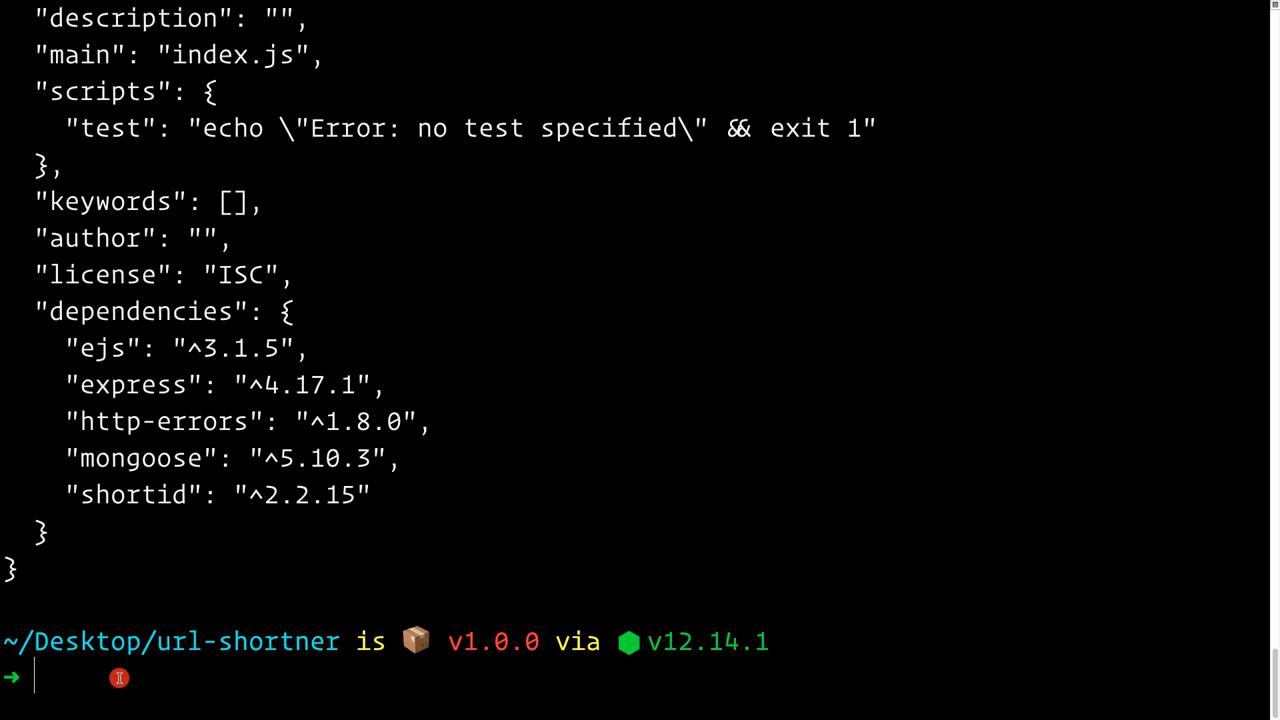 "description": "",
"main": "index.js",
"scripts": {
"test": "echo \"Error: no test specified\" && exit 1"
},
"keywords": [],
"author": "",
"license": "ISC",
"dependencies": {
"ejs": "^3.1.5",
"express": "^4.17.1",
"http-errors": "^1.8.0",
"mongoose": "^5.10.3",
"shortid": "^2.2.15"
}
}
~/Desktop/url-shortner is 📦 v1.0.0 via ⬢ v12.14.1
➜